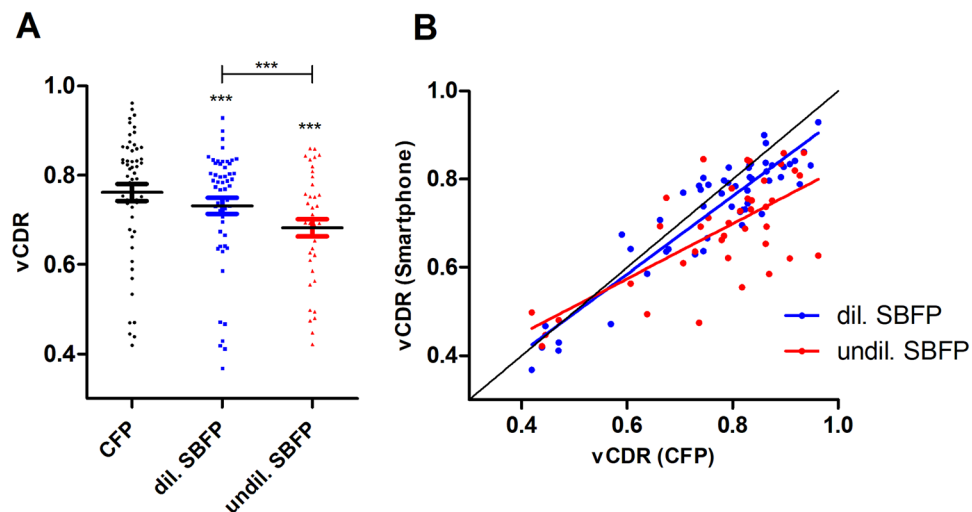 A
***
***
***
1.0
0.8
0.6
0.4
vCDR
CFP
dil. SBFP
undil. SBFP
B
1.0
0.8
0.6
0.4
vCDR (Smartphone)
dil. SBFP
undil. SBFP
0.4 0.6 0.8 1.0
vCDR (CFP)